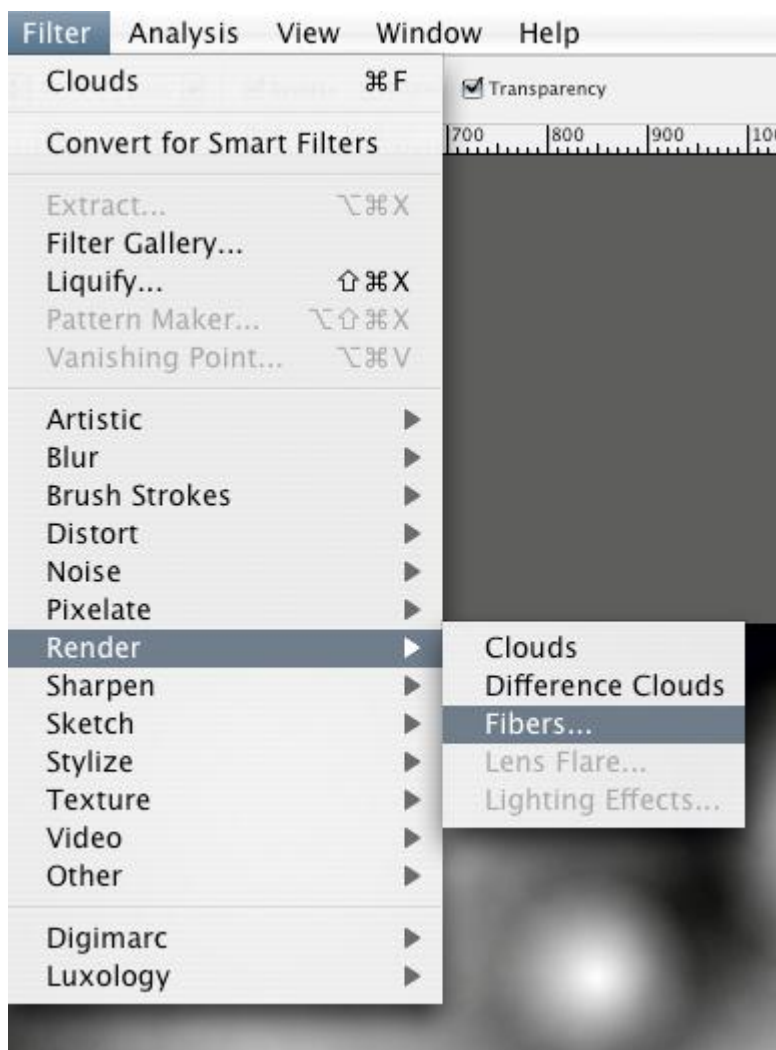 Filter Analysis View Window Help
Clouds ⌘F
Transparency
Convert for Smart Filters
700 800 900 100
Extract... ⌥⌘X
Filter Gallery...
Liquify... ⇧⌘X
Pattern Maker... ⌥⇧⌘X
Vanishing Point... ⌥⌘V
Artistic
Blur
Brush Strokes
Distort
Noise
Pixelate
Render
Sharpen
Sketch
Stylize
Texture
Video
Other
Digimarc
Luxology
Clouds
Difference Clouds
Fibers...
Lens Flare...
Lighting Effects...